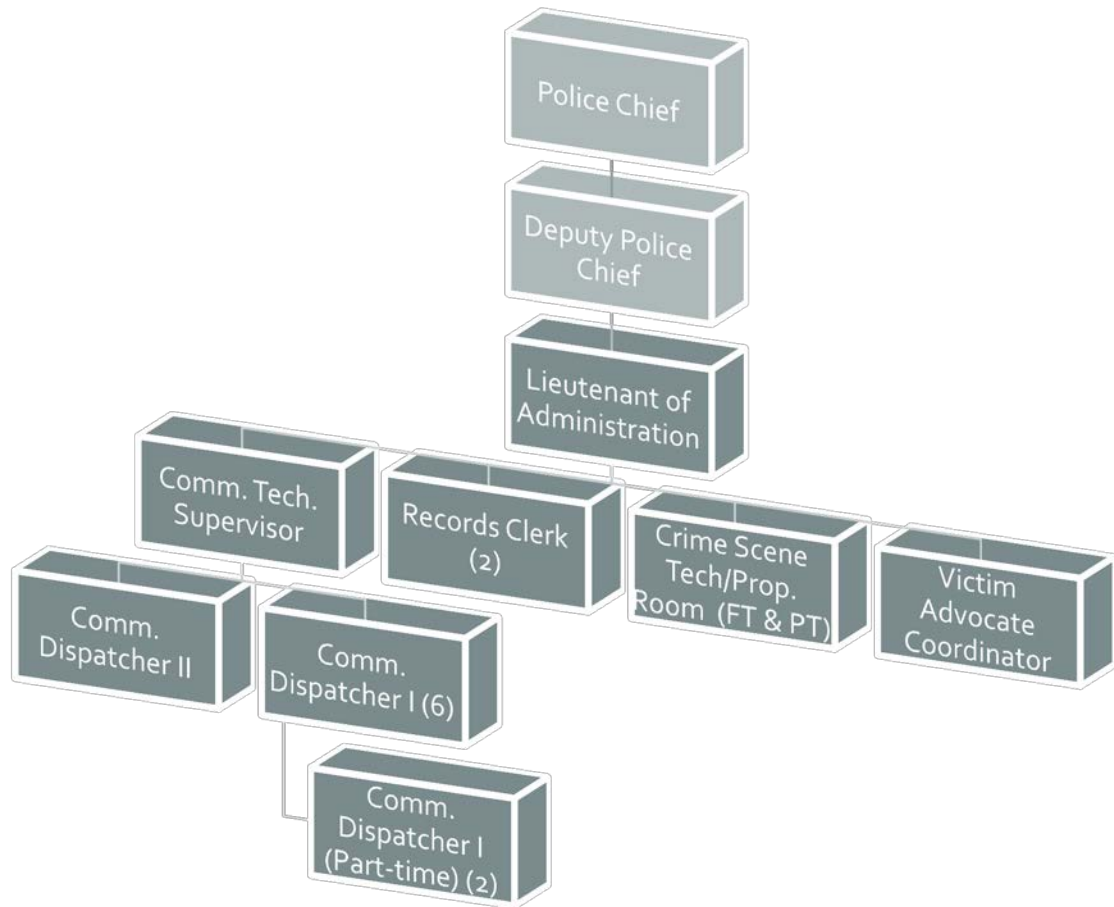 Police Chief
Deputy Police
Chief
Lieutenant of
Administration
Comm. Tech.
Supervisor
Records Clerk
(2)
Crime Scene
Tech/Prop.
Room (FT & PT)
Victim
Advocate
Coordinator
Comm.
Dispatcher II
Comm.
Dispatcher I (6)
Comm.
Dispatcher I
(Part-time) (2)